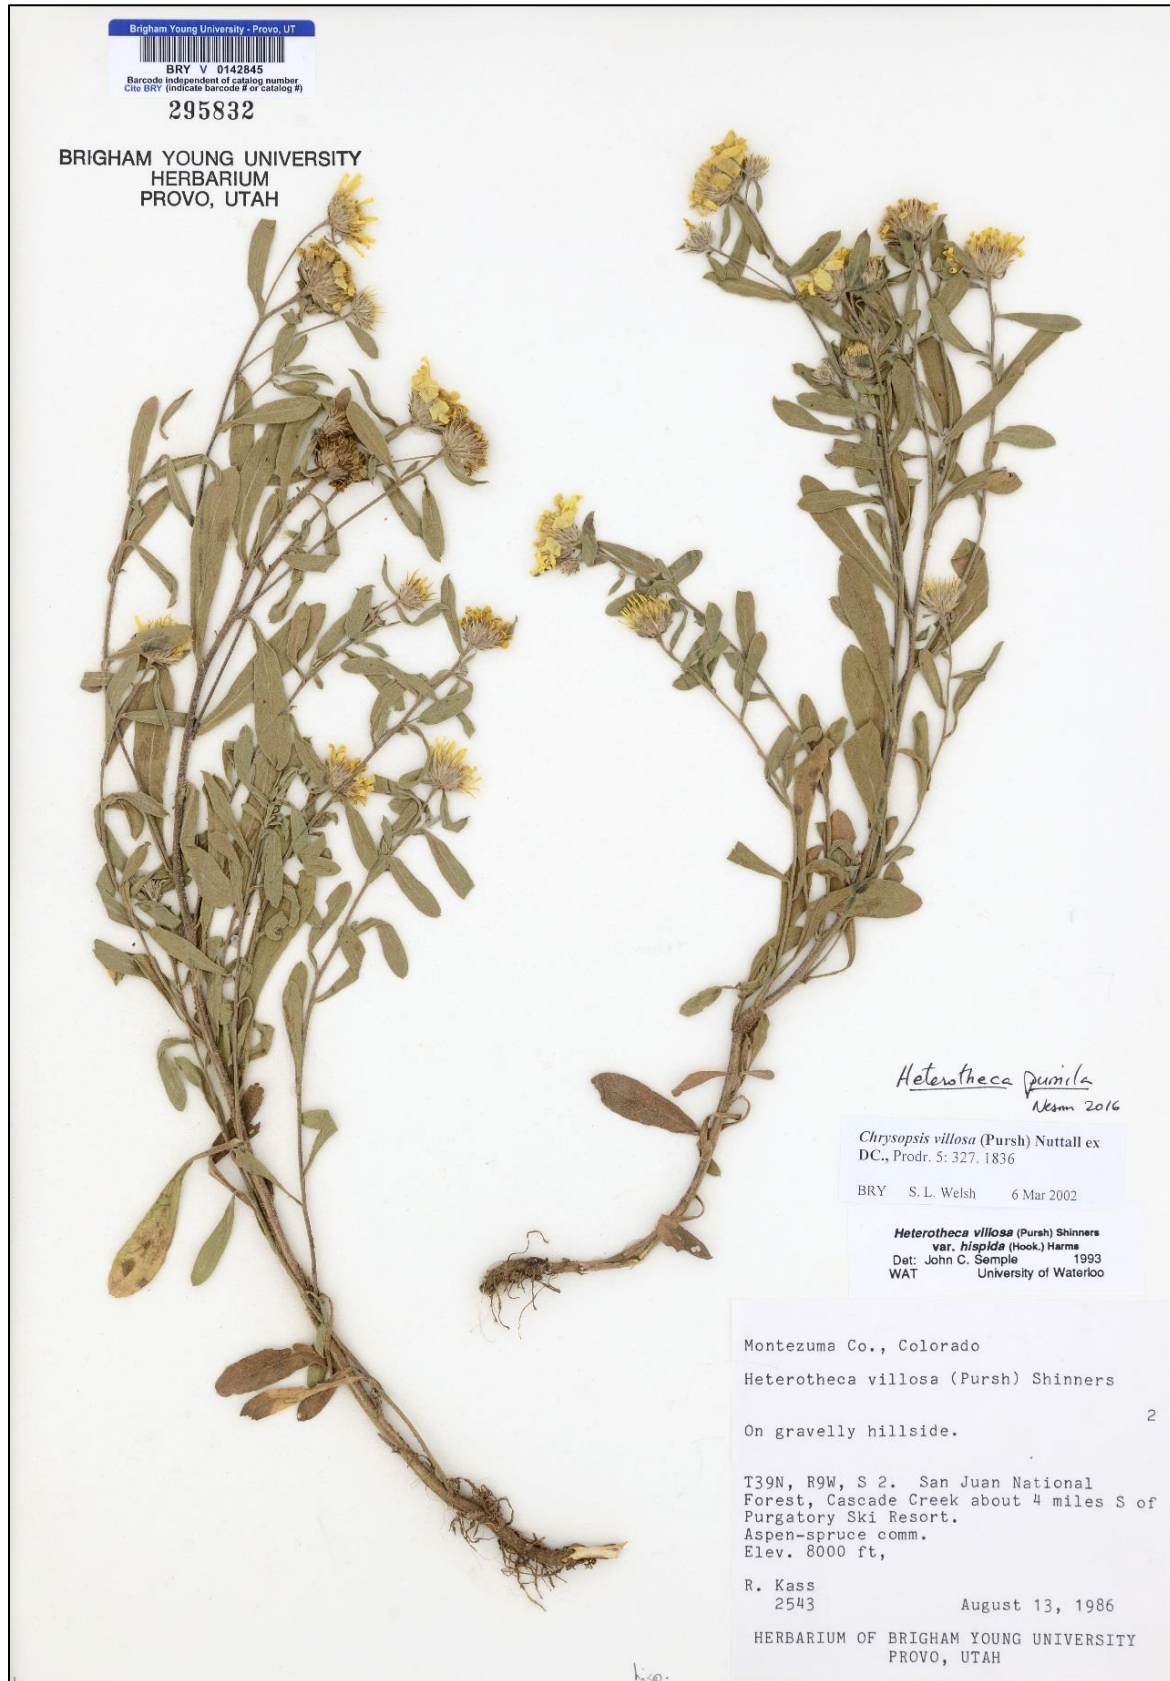 Brigham Young University - Provo, UT
BRY V 0142845
Barcode independent of catalog number
Cite BRY (indicate barcode # or catalog #)
295832
BRIGHAM YOUNG UNIVERSITY
HERBARIUM
PROVO, UTAH
Heterotheca pumila
Nesom 2016
Chrysopsis villosa (Pursh) Nuttall ex
DC., Prodr. 5: 327. 1836
BRY S. L. Welsh 6 Mar 2002
Heterotheca villosa (Pursh) Shinners
var. hispida (Hook.) Harms
Det: John C. Semple 1993
WAT University of Waterloo
Montezuma Co., Colorado
Heterotheca villosa (Pursh) Shinners
2
On gravelly hillside.
T39N, R9W, S 2. San Juan National
Forest, Cascade Creek about 4 miles S of
Purgatory Ski Resort.
Aspen-spruce comm.
Elev. 8000 ft,
R. Kass
2543 August 13, 1986
HERBARIUM OF BRIGHAM YOUNG UNIVERSITY
PROVO, UTAH